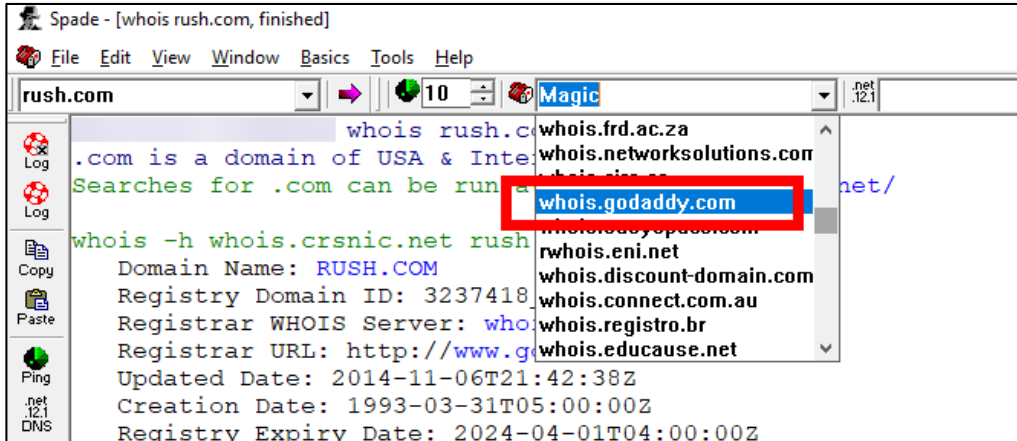 Spade - [whois rush.com, finished]
File Edit View Window Basics Tools Help
rush.com 10 Magic .net 12.1
whois rush.c whois.frd.ac.za
Log .com is a domain of USA & Inte whois.networksolutions.com
Searches for .com can be run a net/
Log whois.godaddy.com
whois -h whois.crsnic.net rush rwhois.eni.net
Copy Domain Name: RUSH.COM whois.discount-domain.com
Registry Domain ID: 3237418 whois.connect.com.au
Paste Registrar WHOIS Server: who whois.registro.br
Registrar URL: http://www.g whois.educause.net
Ping Updated Date: 2014-11-06T21:42:38Z
.net 12.1 Creation Date: 1993-03-31T05:00:00Z
DNS Registry Expiry Date: 2024-04-01T04:00:00Z